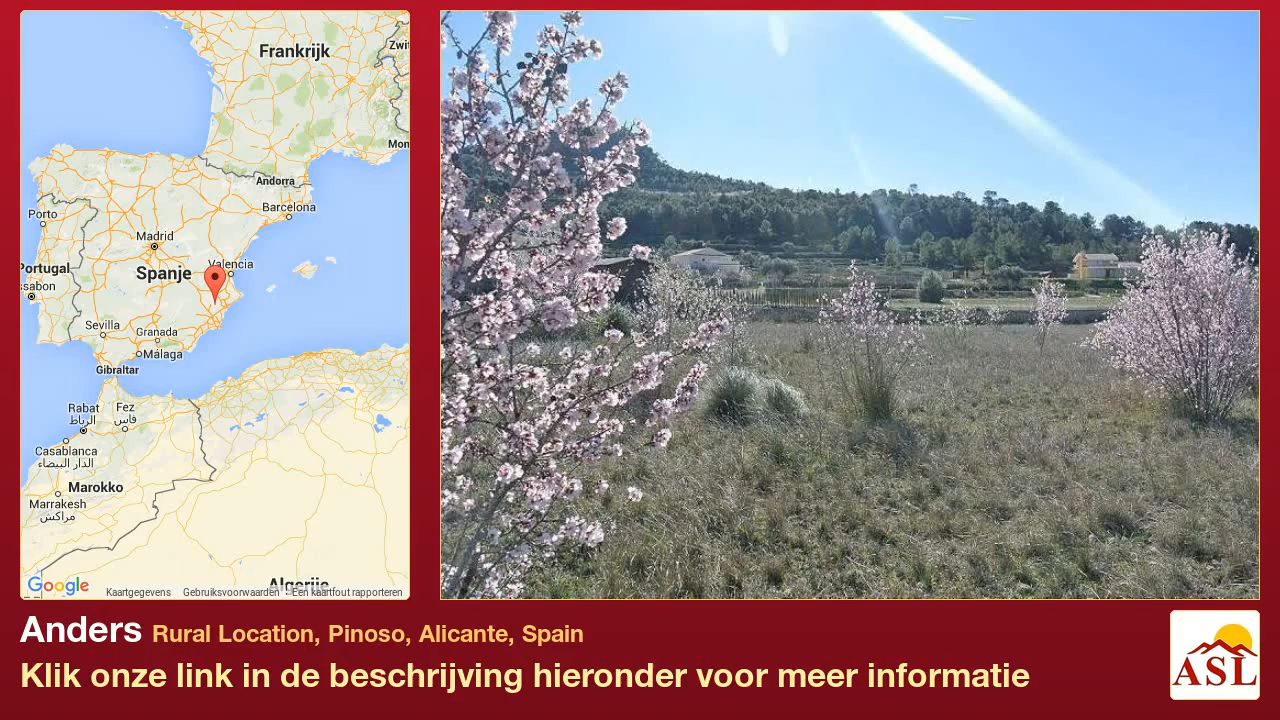 Frankrijk
Zwit
Mon
Andorra
Barcelona
Porto
Madrid
Portugal
Spanje
Valencia
ssabon
Sevilla
Granada
Málaga
Gibraltar
Rabat
الرباط
Fez
فاس
Casablanca
الدار البيضاء
Marokko
Marrakesh
مراكش
Algerije
Google
Kaartgegevens Gebruiksvoorwaarden Een kaartfout rapporteren
Anders Rural Location, Pinoso, Alicante, Spain
Klik onze link in de beschrijving hieronder voor meer informatie
ASL